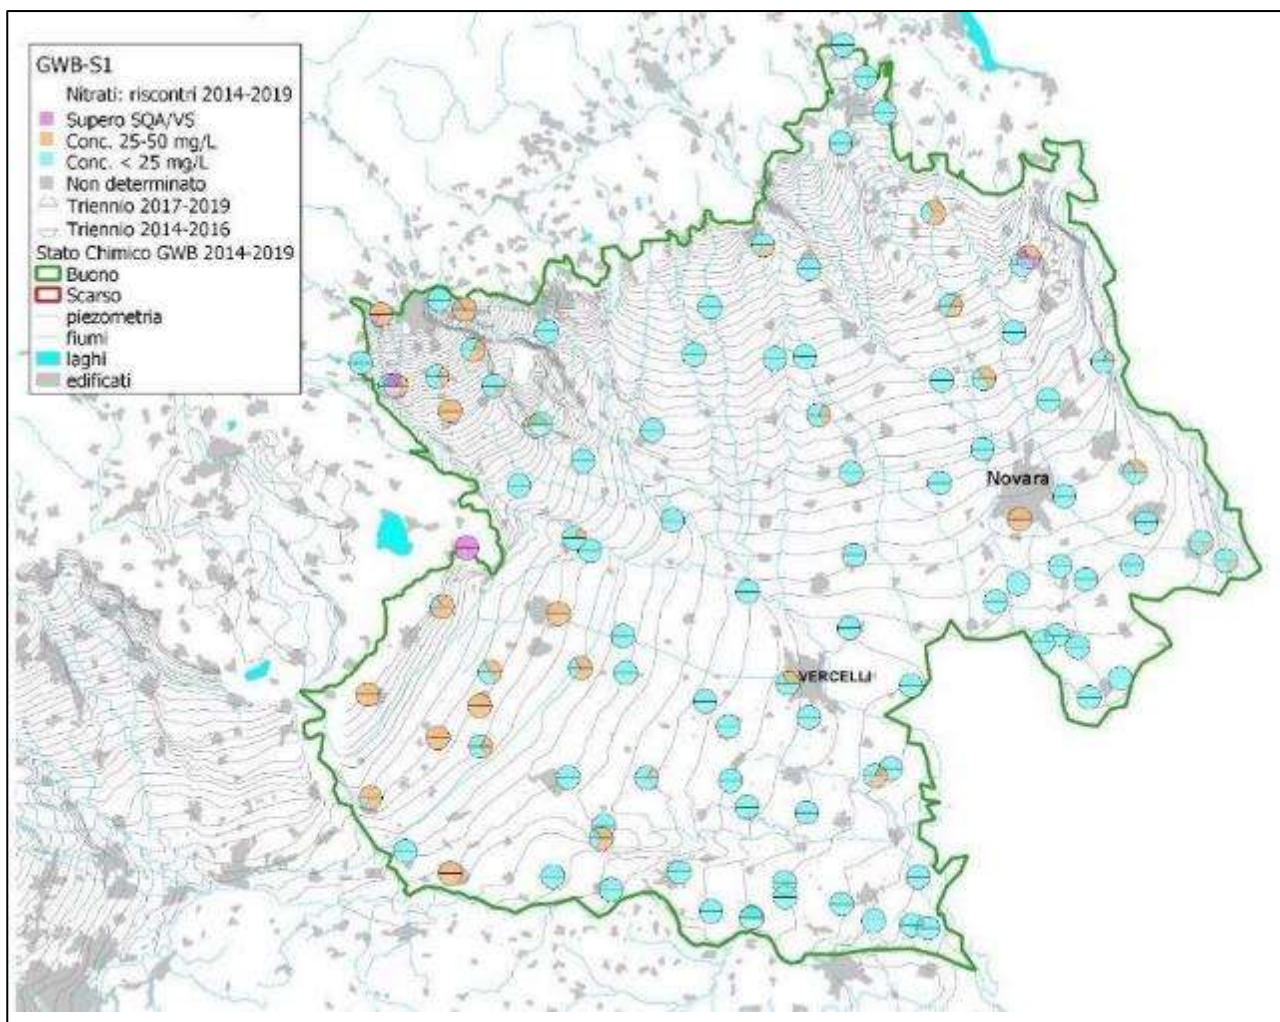 GWB-S1
Nitrati: riscontri 2014-2019
Supero SQA/VS
Conc. 25-50 mg/L
Conc. < 25 mg/L
Non determinato
Triennio 2017-2019
Triennio 2014-2016
Stato Chimico GWB 2014-2019
Buono
Scarso
piezometria
fiumi
laghi
edificati
Novara
VERCELLI